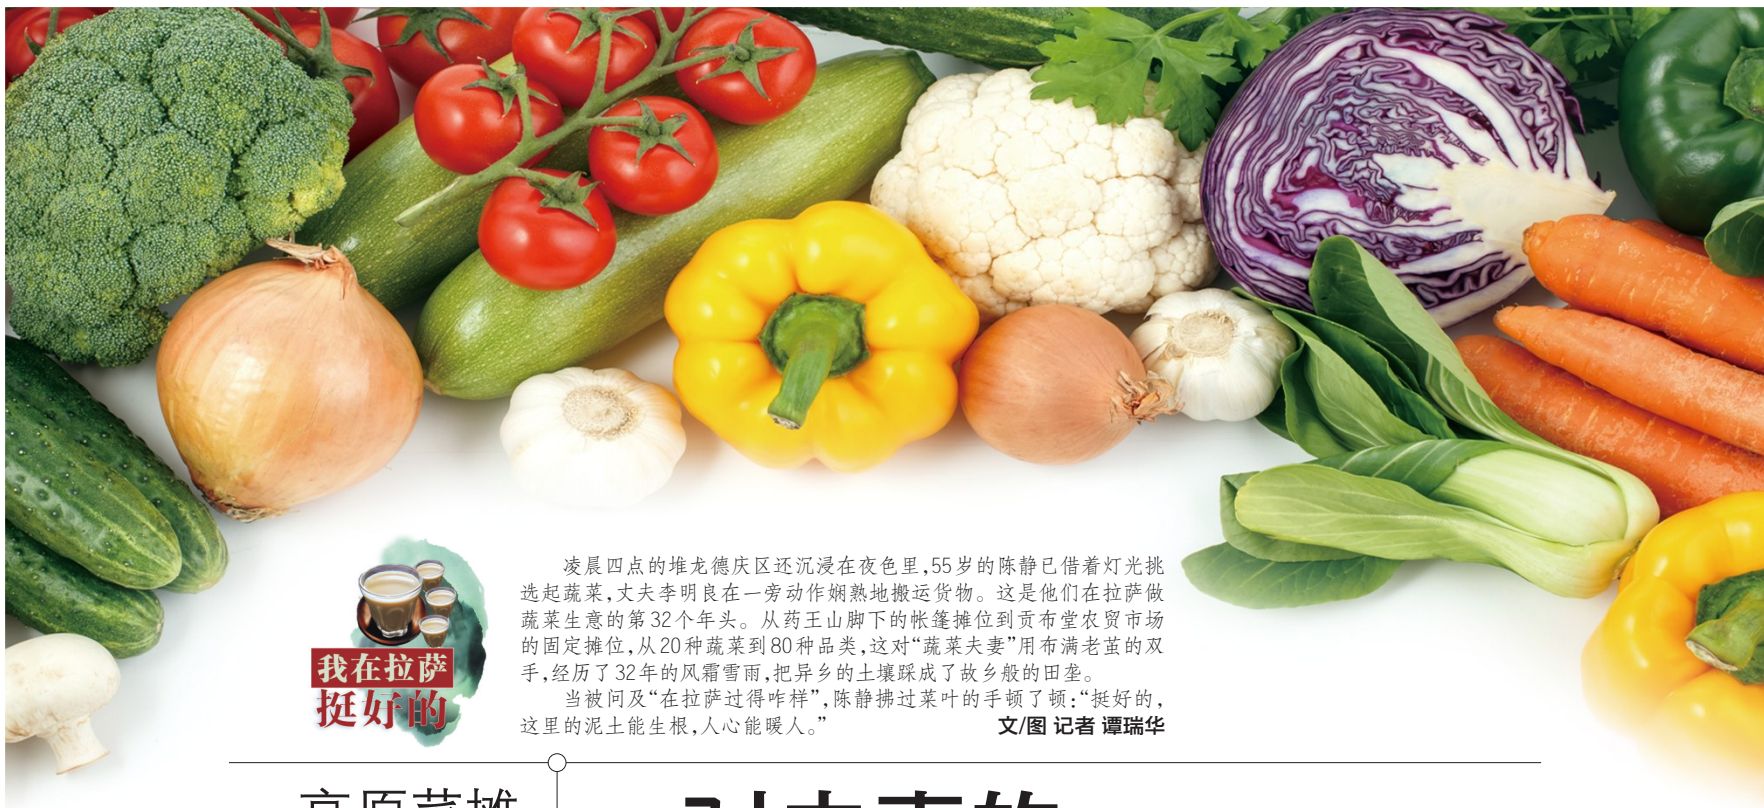 凌晨四点的堆龙德庆区还沉浸在夜色里,55岁的陈静已借着灯光挑
选起蔬菜,丈夫李明良在一旁动作娴熟地搬运货物。这是他们在拉萨做
蔬菜生意的第32个年头。从药王山脚下的帐篷摊位到贡布堂农贸市场
的固定摊位,从20种蔬菜到80种品类,这对“蔬菜夫妻”用布满老茧的双
手,经历了32年的风霜雪雨,把异乡的土壤踩成了故乡般的田垄。
当被问及“在拉萨过得咋样”,陈静拂过菜叶的手顿了顿:“挺好的,
这里的泥土能生根,人心能暖人。”
文/图 记者 谭瑞华
我在拉萨
挺好的
高原菜摊